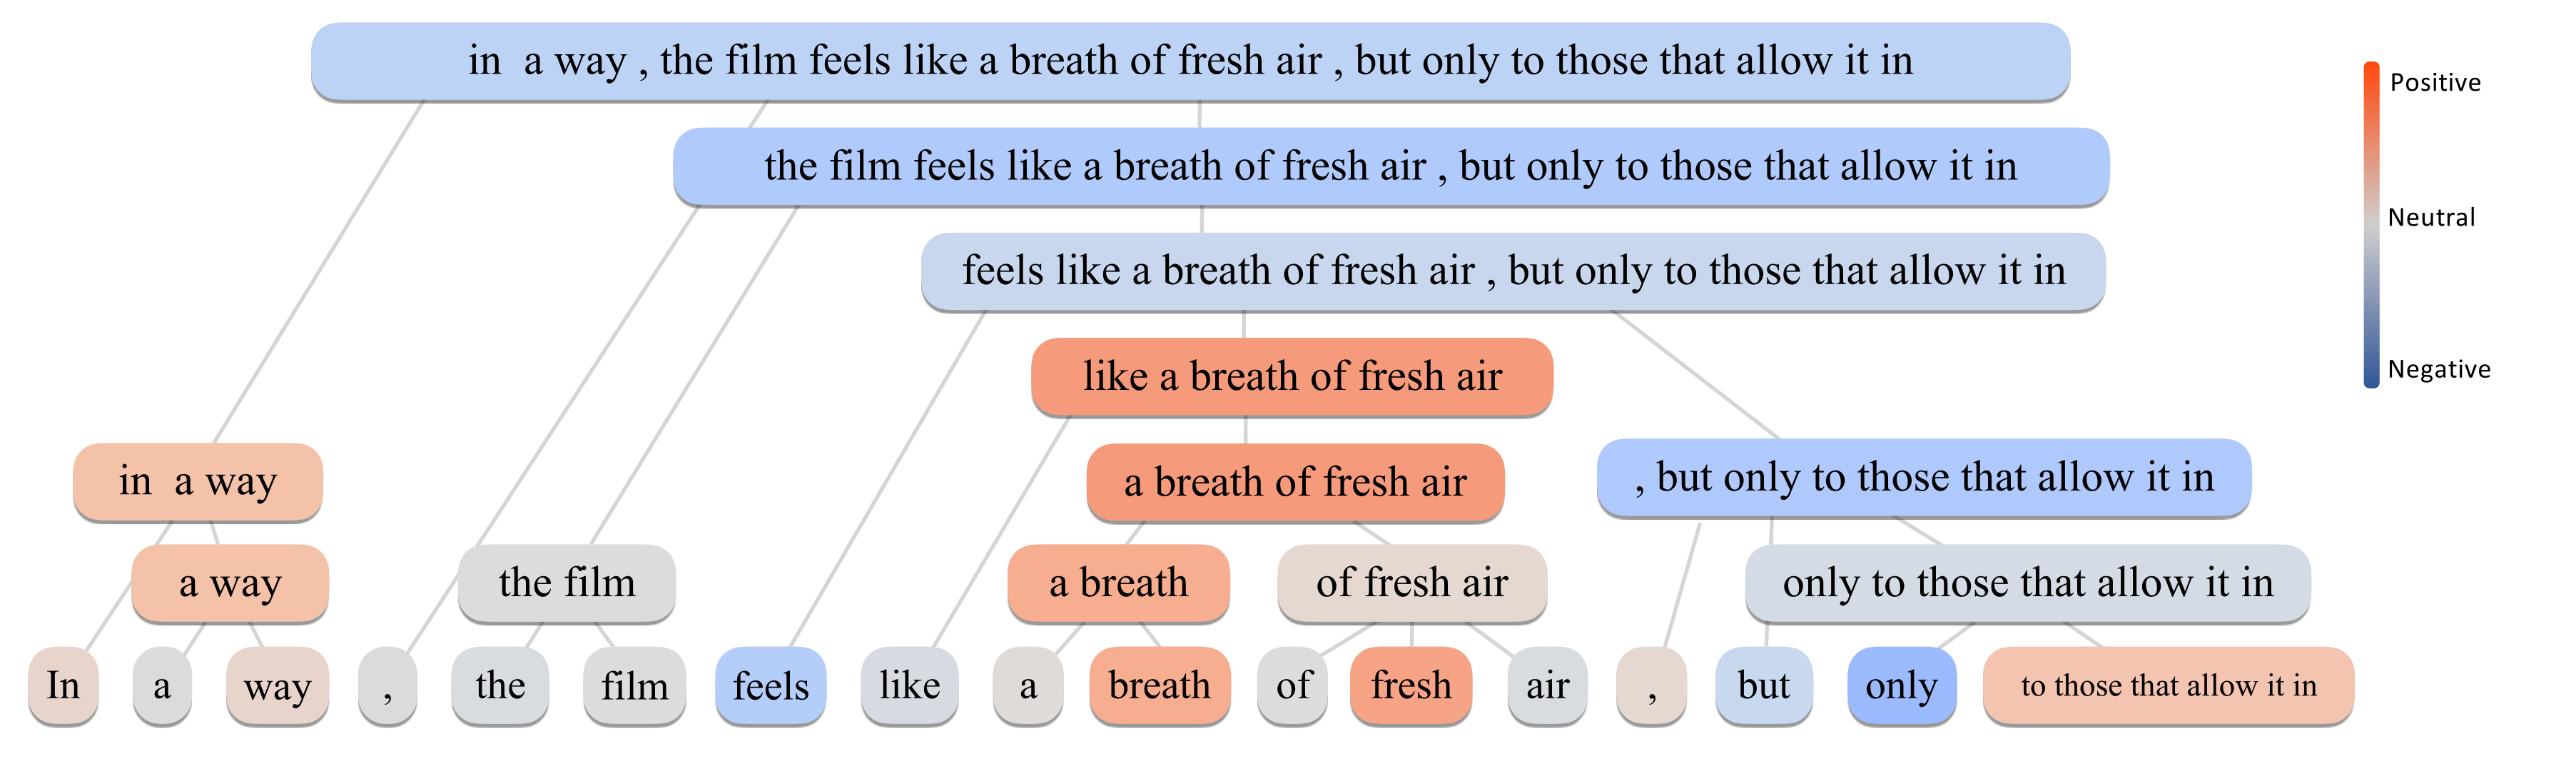 in a way , the film feels like a breath of fresh air , but only to those that allow it in
Positive
the film feels like a breath of fresh air , but only to those that allow it in
Neutral
feels like a breath of fresh air , but only to those that allow it in
like a breath of fresh air
Negative
in a way
a breath of fresh air
, but only to those that allow it in
a way
the film
a breath
of fresh air
only to those that allow it in
In
a
way
,
the
film
feels
like
a
breath
of
fresh
air
,
but
only
to those that allow it in